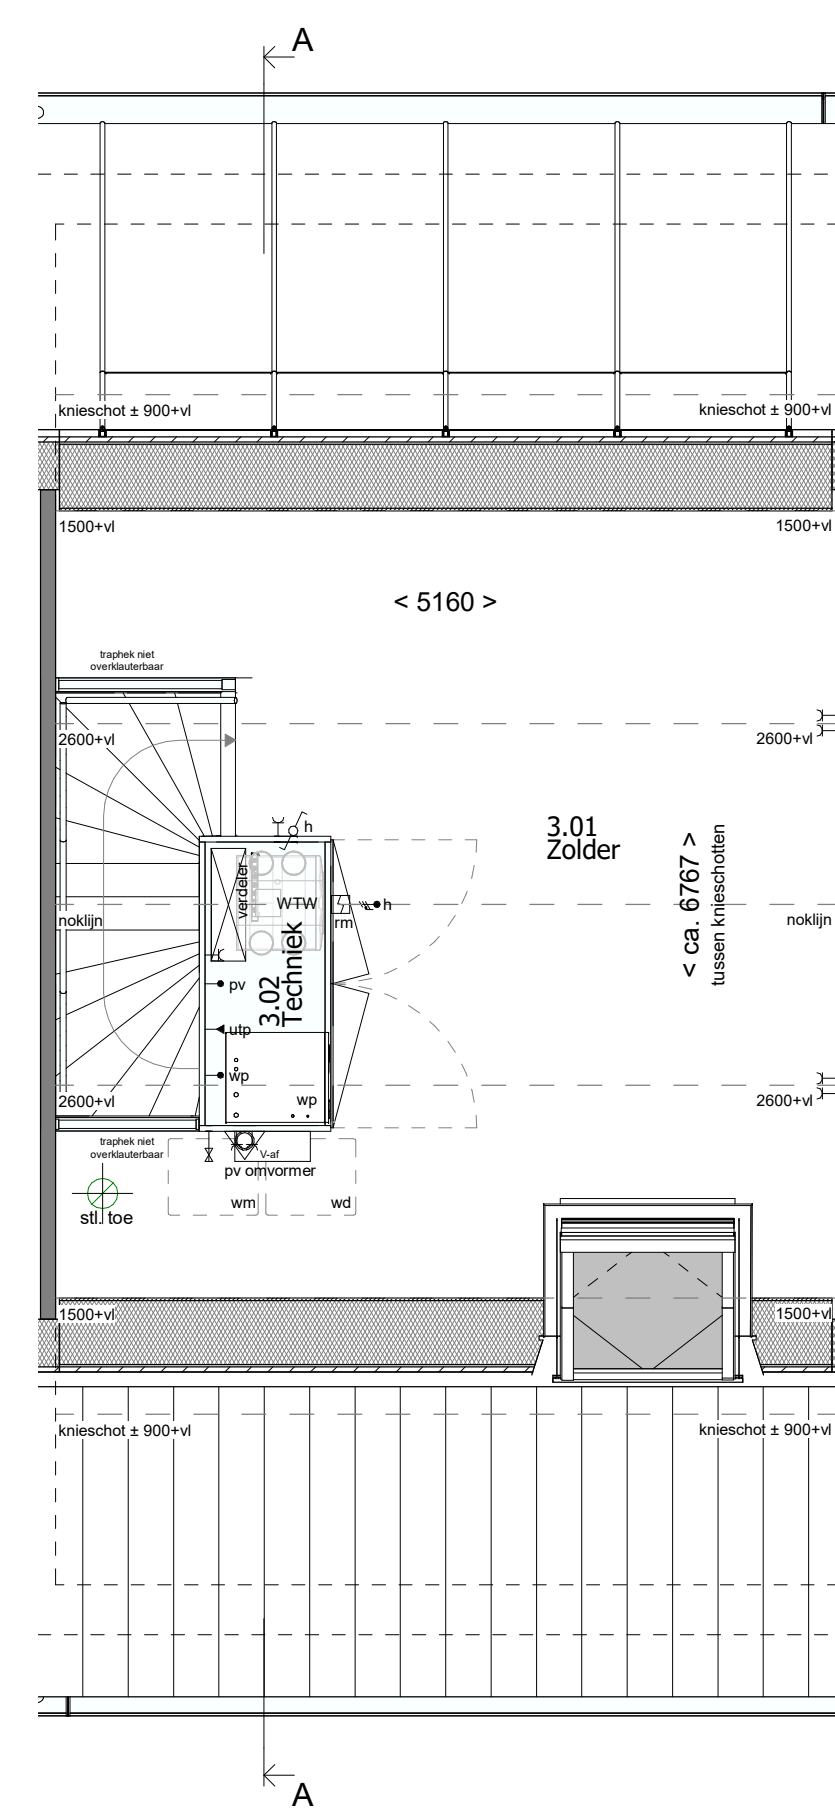 A
knieschot ± 900+vl
knieschot ± 900+vl
1500+vl
1500+vl
< 5160 >
traphek niet
overklauterbaar
2600+vl
2600+vl
h
3.01
Zolder
< ca. 6767 >
tussen knieschotten
verdeler
WTW
h
rm
noklijn
noklijn
3.02
Techniek
pv
utp
wp
wp
2600+vl
2600+vl
traphek niet
overklauterbaar
V-af
pv omvormer
wm
wd
stl. toe
1500+vl
1500+vl
knieschot ± 900+vl
knieschot ± 900+vl
A